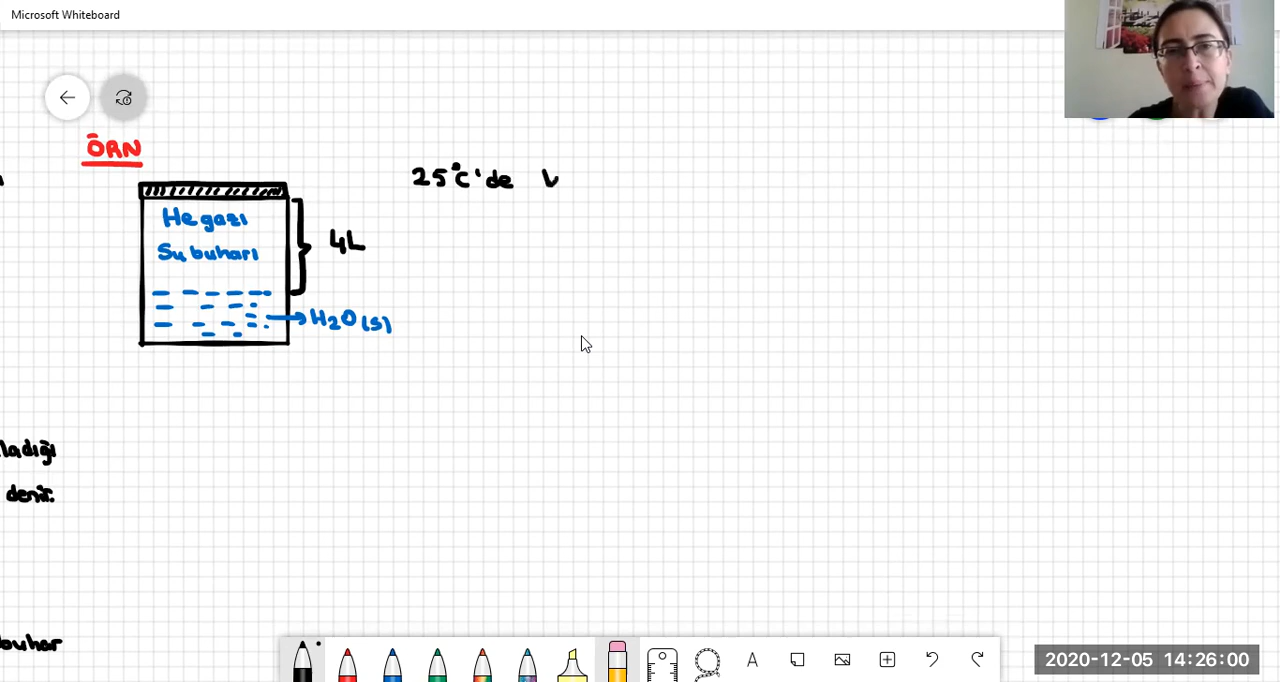 Microsoft Whiteboard
ÖRN
25°C'de
He gazı
Su buharı
4L
H2O(s)
ladığı
denir.
buhar
A
2020-12-05 14:26:00